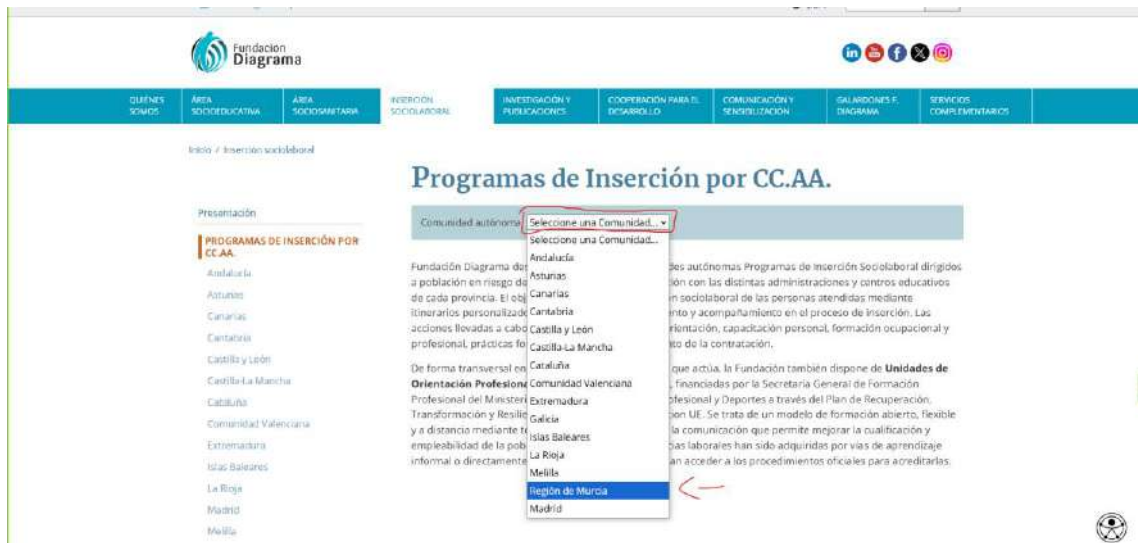 Fundación
Diagrama
QUIÉNES
SOMOS
ÁREA
SOCIOEDUCATIVA
ÁREA
SOCIOSANITARIA
INSERCIÓN
SOCIOLABORAL
INVESTIGACIÓN Y
PUBLICACIONES
COOPERACIÓN PARA EL
DESARROLLO
COMUNICACIÓN Y
SENSIBILIZACIÓN
GALARDONES F.
DIAGRAMA
SERVICIOS
COMPLEMENTARIOS
Inicio / Inserción sociolaboral
Programas de Inserción por CC.AA.
Presentación
PROGRAMAS DE INSERCIÓN POR
CC.AA.
Andalucía
Asturias
Canarias
Cantabria
Castilla y León
Castilla-La Mancha
Cataluña
Comunidad Valenciana
Extremadura
Islas Baleares
La Rioja
Madrid
Melilla
Comunidad autónoma Seleccione una Comunidad...
Seleccione una Comunidad...
Andalucía
Asturias
Canarias
Cantabria
Castilla y León
Castilla-La Mancha
Cataluña
Comunidad Valenciana
Extremadura
Galicia
Islas Baleares
La Rioja
Melilla
Región de Murcia
Madrid
Fundación Diagrama des des autónomas Programas de Inserción Sociolaboral dirigidos
a población en riesgo de ión con las distintas administraciones y centros educativos
de cada provincia. El obj n sociolaboral de las personas atendidas mediante
itinerarios personalizado nto y acompañamiento en el proceso de inserción. Las
acciones llevadas a cabo rientación, capacitación personal, formación ocupacional y
profesional, prácticas fo to de la contratación.
De forma transversal en que actúa, la Fundación también dispone de Unidades de
Orientación Profesiona , financiadas por la Secretaría General de Formación
Profesional del Ministeri ofesional y Deportes a través del Plan de Recuperación,
Transformación y Resilie on UE. Se trata de un modelo de formación abierto, flexible
y a distancia mediante t la comunicación que permite mejorar la cualificación y
empleabilidad de la pob ias laborales han sido adquiridas por vías de aprendizaje
informal o directamente an acceder a los procedimientos oficiales para acreditarlas.